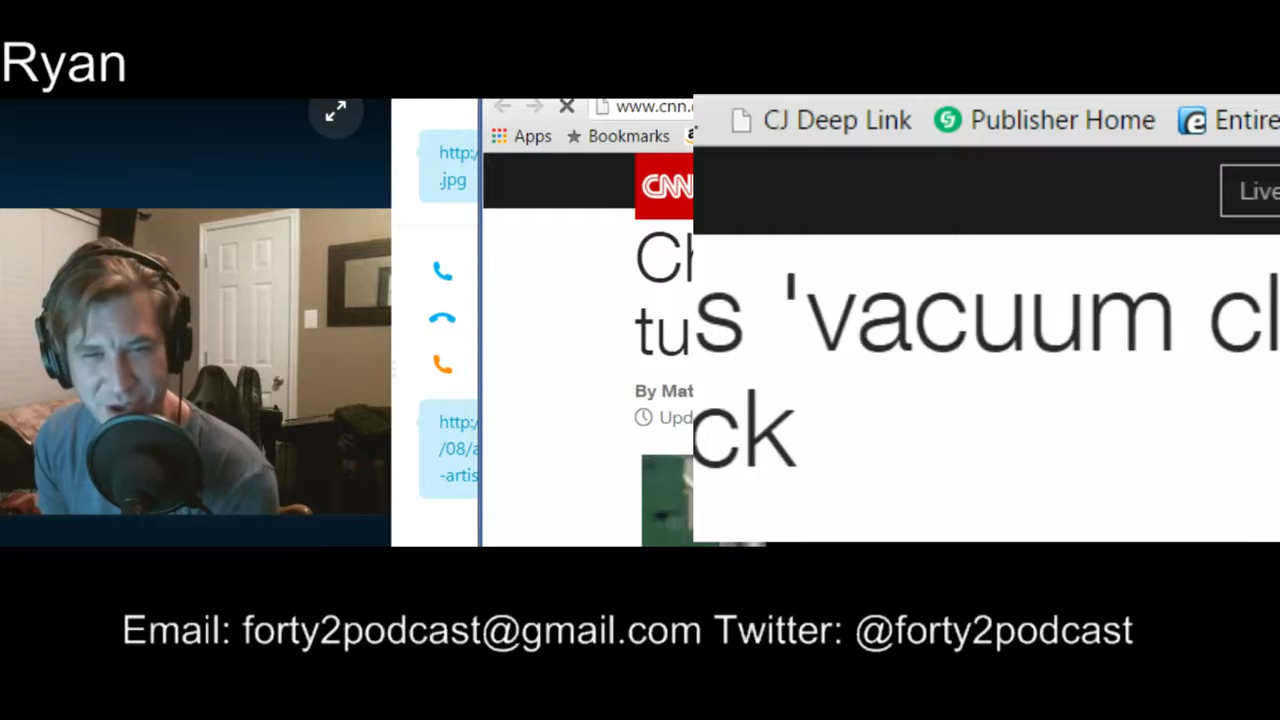 Ryan
www.cnn.c
Apps Bookmarks
CJ Deep Link Publisher Home Entire
CNN
Live
http:/
.jpg
Ch
tu
s 'vacuum cl
ck
By Mat
Upd
http:/
/08/a
-artis
Email: forty2podcast@gmail.com Twitter: @forty2podcast